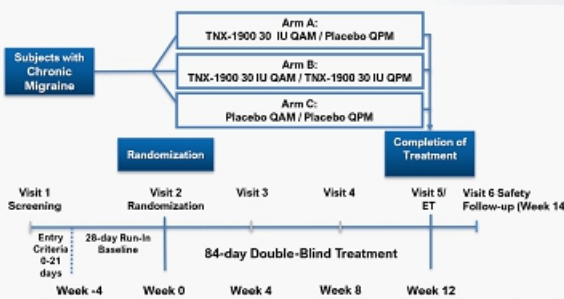 Arm A:
TNX-1900 30 IU QAM / Placebo QPM
Subjects with
Chronic
Migraine
Arm B:
TNX-1900 30 IU QAM / TNX-1900 30 IU QPM
Arm C:
Placebo QAM / Placebo QPM
Randomization
Completion of
Treatment
Visit 1
Screening
Visit 2
Randomization
Visit 3
Visit 4
Visit 5/
ET
Visit 6 Safety
Follow-up (Week 14
Entry
Criteria
0-21
days
28-day Run-In
Baseline
84-day Double-Blind Treatment
Week -4
Week 0
Week 4
Week 8
Week 12